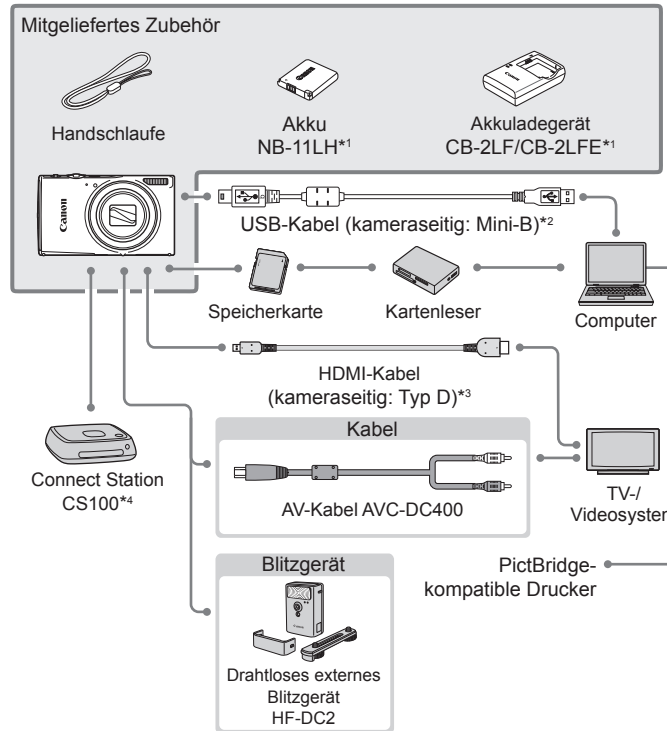 Mitgeliefertes Zubehör
Handschlaufe
Akku
NB-11LH*1
Akkuladegerät
CB-2LF/CB-2LFE*1
Canon
USB-Kabel (kameraseitig: Mini-B)*2
Speicherkarte
Kartenleser
Computer
HDMI-Kabel
(kameraseitig: Typ D)*3
Connect Station
CS100*4
Kabel
AV-Kabel AVC-DC400
TV-/
Videosystem
PictBridge-
kompatible Drucker
Blitzgerät
Drahtloses externes
Blitzgerät
HF-DC2